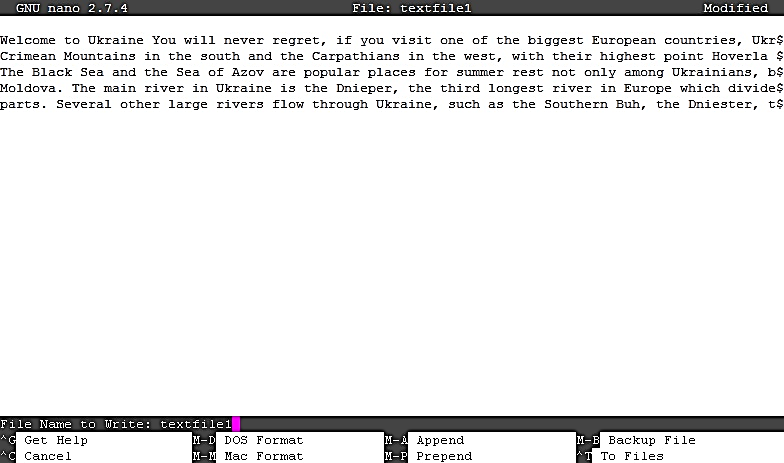 GNU nano 2.7.4 File: textfile1 Modified
Welcome to Ukraine You will never regret, if you visit one of the biggest European countries, Ukr$
Crimean Mountains in the south and the Carpathians in the west, with their highest point Hoverla $
The Black Sea and the Sea of Azov are popular places for summer rest not only among Ukrainians, b$
Moldova. The main river in Ukraine is the Dnieper, the third longest river in Europe which divide$
parts. Several other large rivers flow through Ukraine, such as the Southern Buh, the Dniester, t$
File Name to Write: textfile1
^G Get Help M-D DOS Format M-A Append M-B Backup File
^C Cancel M-M Mac Format M-P Prepend ^T To Files